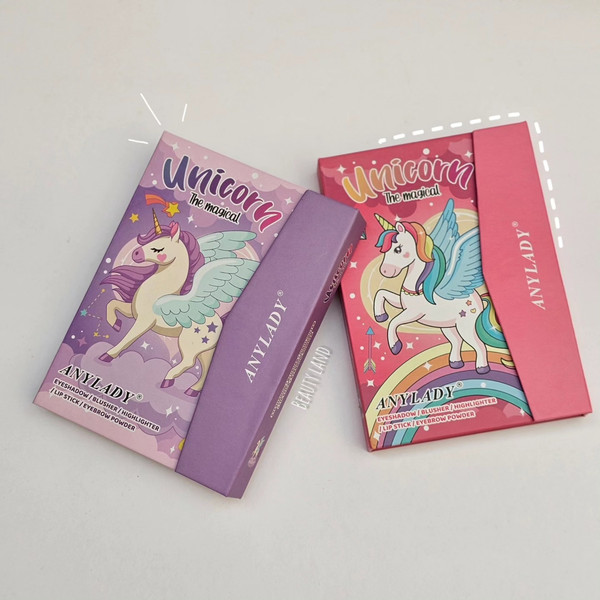 Unicorn
The magical
ANYLADY®
ANYLADY®
EYESHADOW / BLUSHER / HIGHLIGHTER
/ LIP STICK / EYEBROW POWDER
BEAUTYLAND
Unicorn
The magical
ANYLADY®
ANYLADY®
EYESHADOW / BLUSHER / HIGHLIGHTER
/ LIP STICK / EYEBROW POWDER